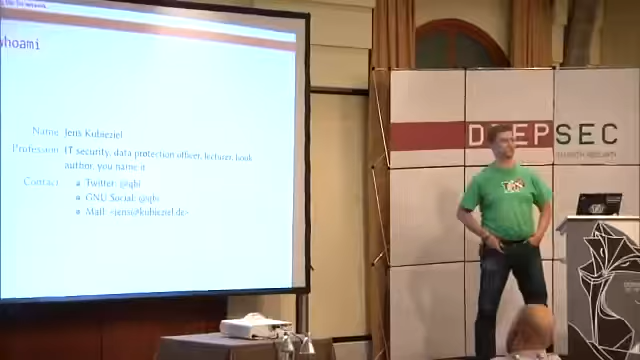 whoami
Name Jens Kubieziel
Profession IT security, data protection officer, lecturer, book
author, you name it
Contact Twitter: @qbi
GNU Social: @qbi
Mail: <jens@kubieziel.de>
DEEPSEC